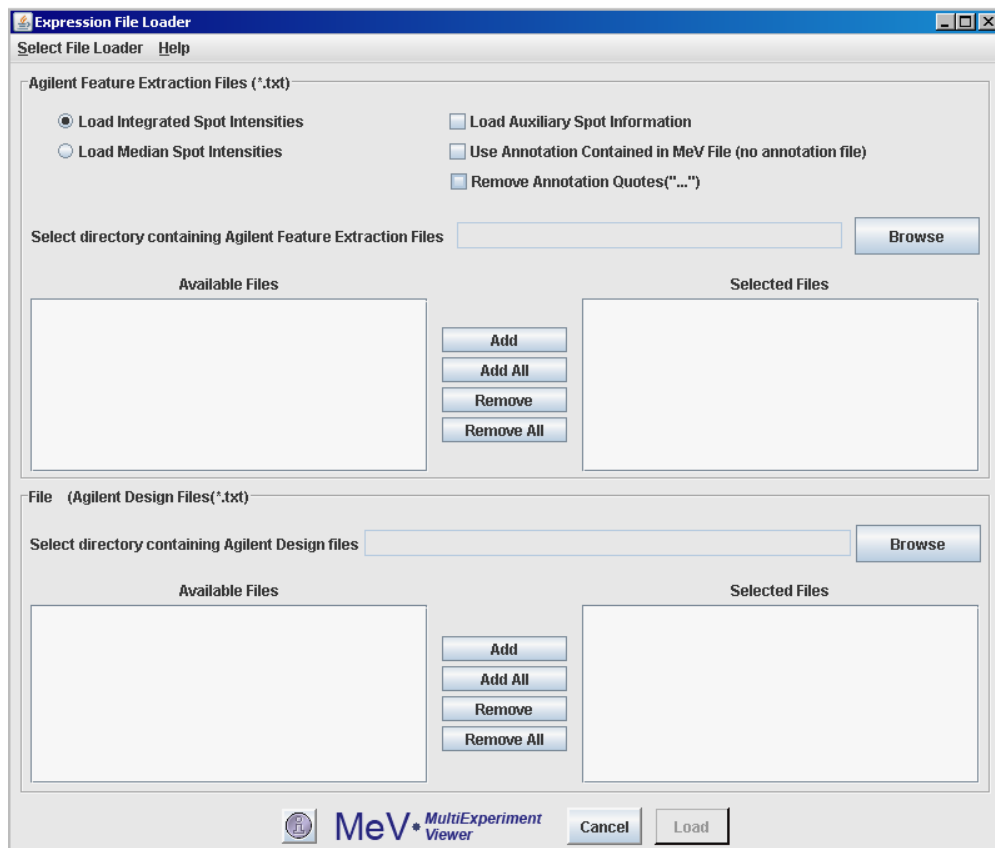 Expression File Loader
Select File Loader Help
Agilent Feature Extraction Files (*.txt)
Load Integrated Spot Intensities
Load Auxiliary Spot Information
Load Median Spot Intensities
Use Annotation Contained in MeV File (no annotation file)
Remove Annotation Quotes("...")
Select directory containing Agilent Feature Extraction Files
Browse
Available Files
Selected Files
Add
Add All
Remove
Remove All
File (Agilent Design Files(*.txt)
Select directory containing Agilent Design files
Browse
Available Files
Selected Files
Add
Add All
Remove
Remove All
MeV
MultiExperiment
Viewer
Cancel
Load